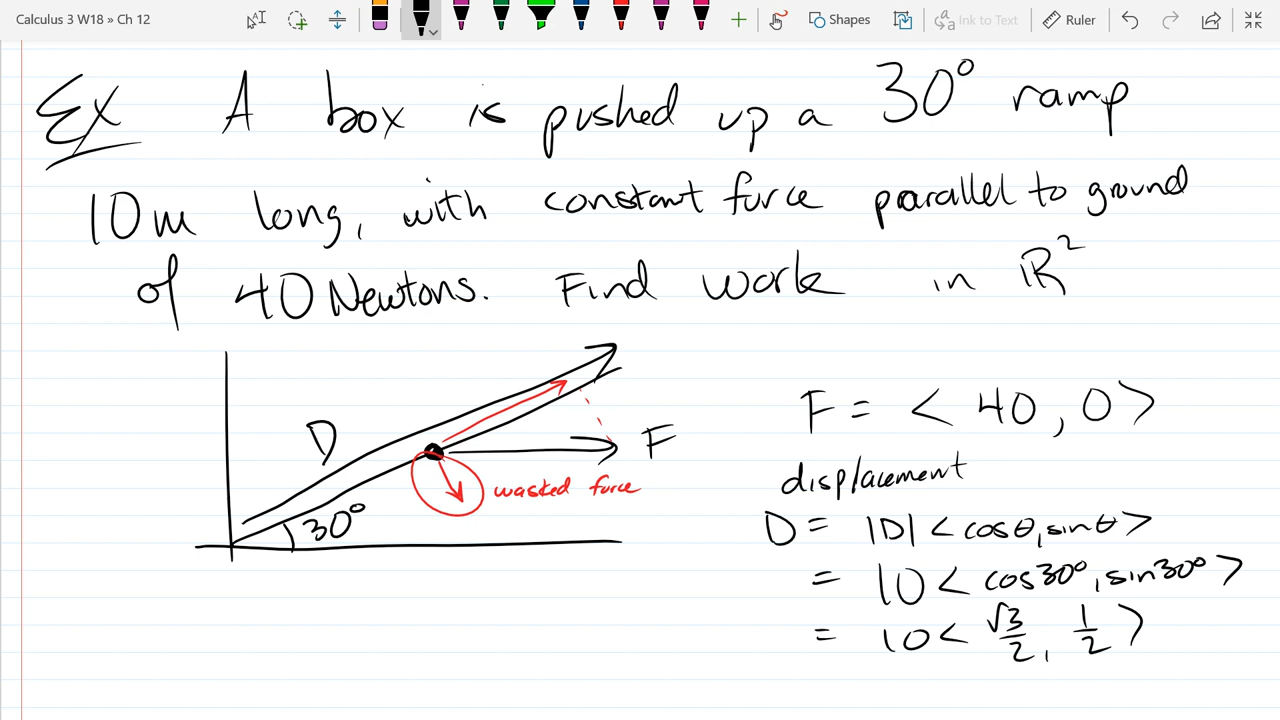 Calculus 3 W18 » Ch 12
Shapes
Ink to Text
Ruler
Ex A box is pushed up a 30° ramp
10m long, with constant force parallel to ground
of 40 Newtons. Find work in ℝ²
D
F
wasked force
30°
F = < 40, 0 >
displacement
D = |D| < cosθ, sinθ >
= 10 < cos30°, sin30° >
= 10 < √3/2, 1/2 >